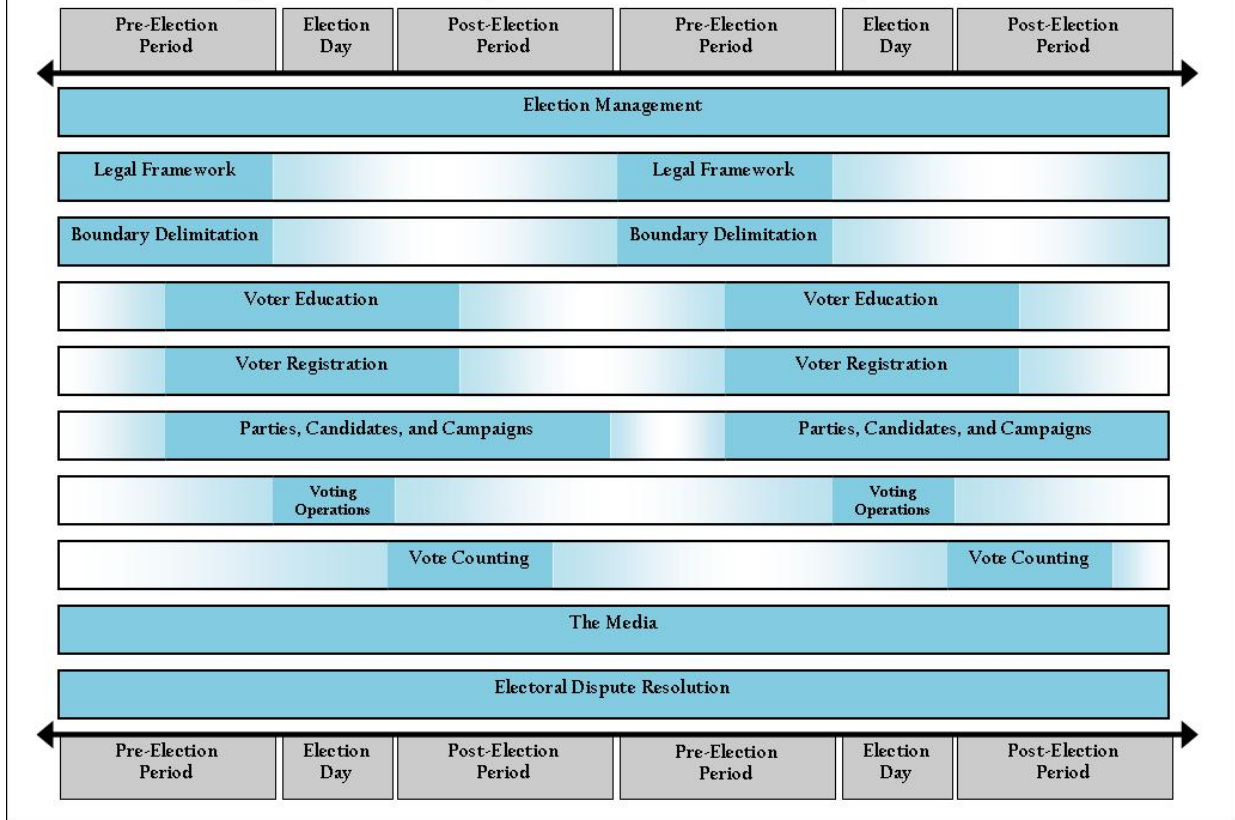 Pre-Election Period
Election Day
Post-Election Period
Pre-Election Period
Election Day
Post-Election Period
Election Management
Legal Framework
Legal Framework
Boundary Delimitation
Boundary Delimitation
Voter Education
Voter Education
Voter Registration
Voter Registration
Parties, Candidates, and Campaigns
Parties, Candidates, and Campaigns
Voting Operations
Voting Operations
Vote Counting
Vote Counting
The Media
Electoral Dispute Resolution
Pre-Election Period
Election Day
Post-Election Period
Pre-Election Period
Election Day
Post-Election Period